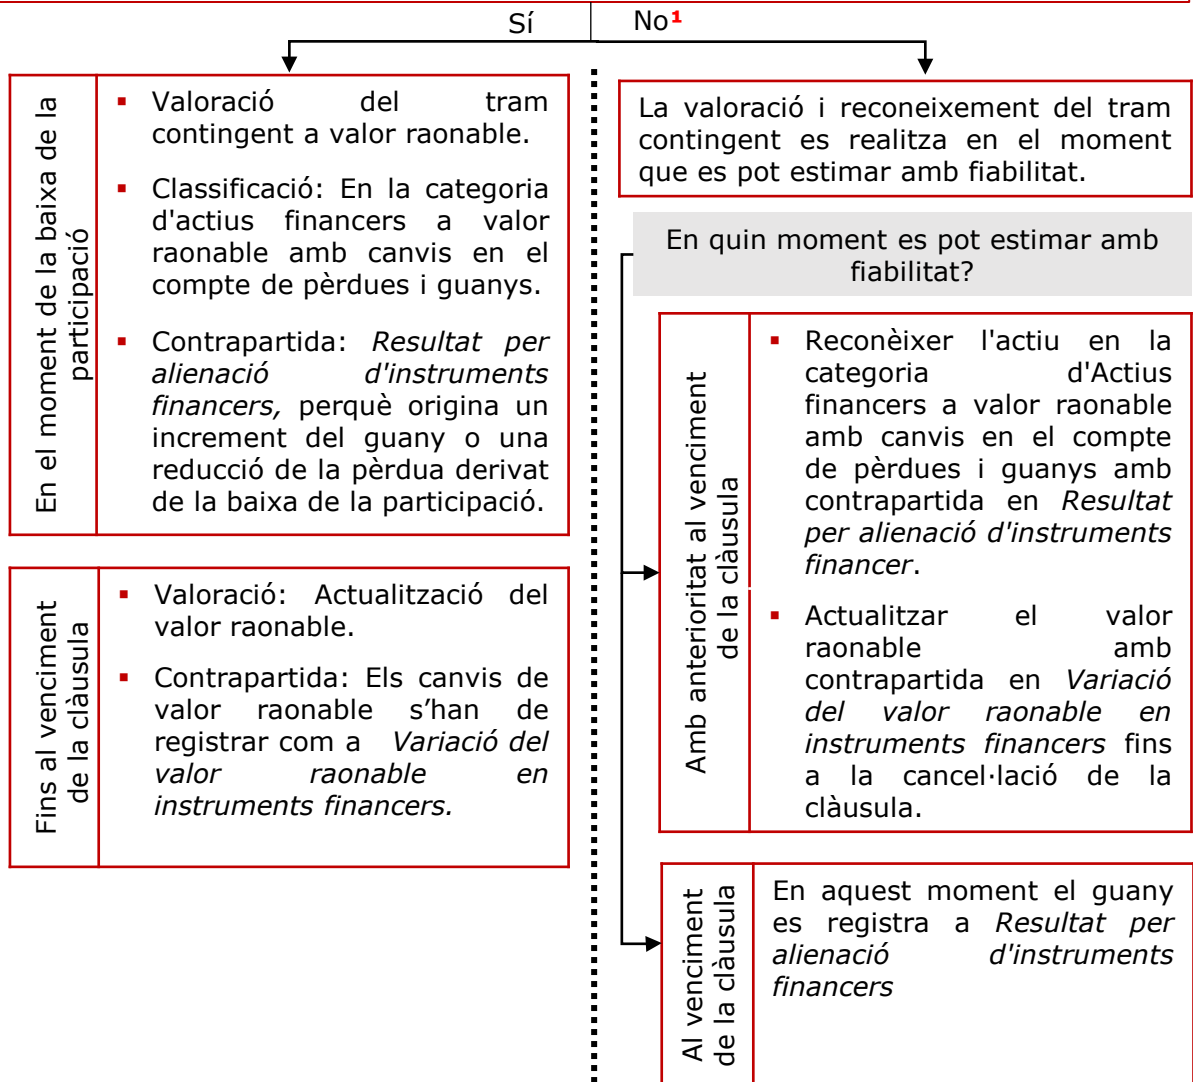 Sí
No¹
En el moment de la baixa de la
participació
▪ Valoració del tram
contingent a valor raonable.
▪ Classificació: En la categoria
d'actius financers a valor
raonable amb canvis en el
compte de pèrdues i guanys.
▪ Contrapartida: Resultat per
alienació d'instruments
financers, perquè origina un
increment del guany o una
reducció de la pèrdua derivat
de la baixa de la participació.
Fins al venciment
de la clàusula
▪ Valoració: Actualització del
valor raonable.
▪ Contrapartida: Els canvis de
valor raonable s’han de
registrar com a Variació del
valor raonable en
instruments financers.
La valoració i reconeixement del tram
contingent es realitza en el moment
que es pot estimar amb fiabilitat.
En quin moment es pot estimar amb
fiabilitat?
Amb anterioritat al venciment
de la clàusula
▪ Reconèixer l'actiu en la
categoria d'Actius
financers a valor raonable
amb canvis en el compte
de pèrdues i guanys amb
contrapartida en Resultat
per alienació d'instruments
financer.
▪ Actualitzar el valor
raonable amb
contrapartida en Variació
del valor raonable en
instruments financers fins
a la cancel·lació de la
clàusula.
Al venciment
de la clàusula
En aquest moment el guany
es registra a Resultat per
alienació d'instruments
financers